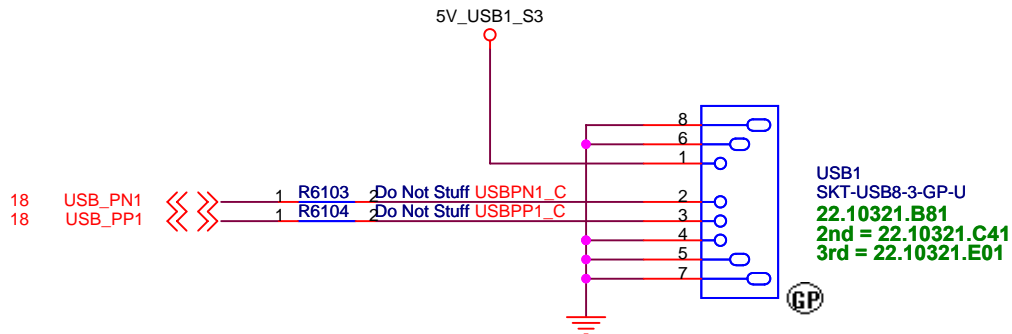 5V_USB1_S3
8
6
1
USB1
SKT-USB8-3-GP-U
18 USB_PN1 1 R6103 2 Do Not Stuff USBPN1_C 2
18 USB_PP1 1 R6104 2 Do Not Stuff USBPP1_C 3
22.10321.B81
4
2nd = 22.10321.C41
5
3rd = 22.10321.E01
7
GP